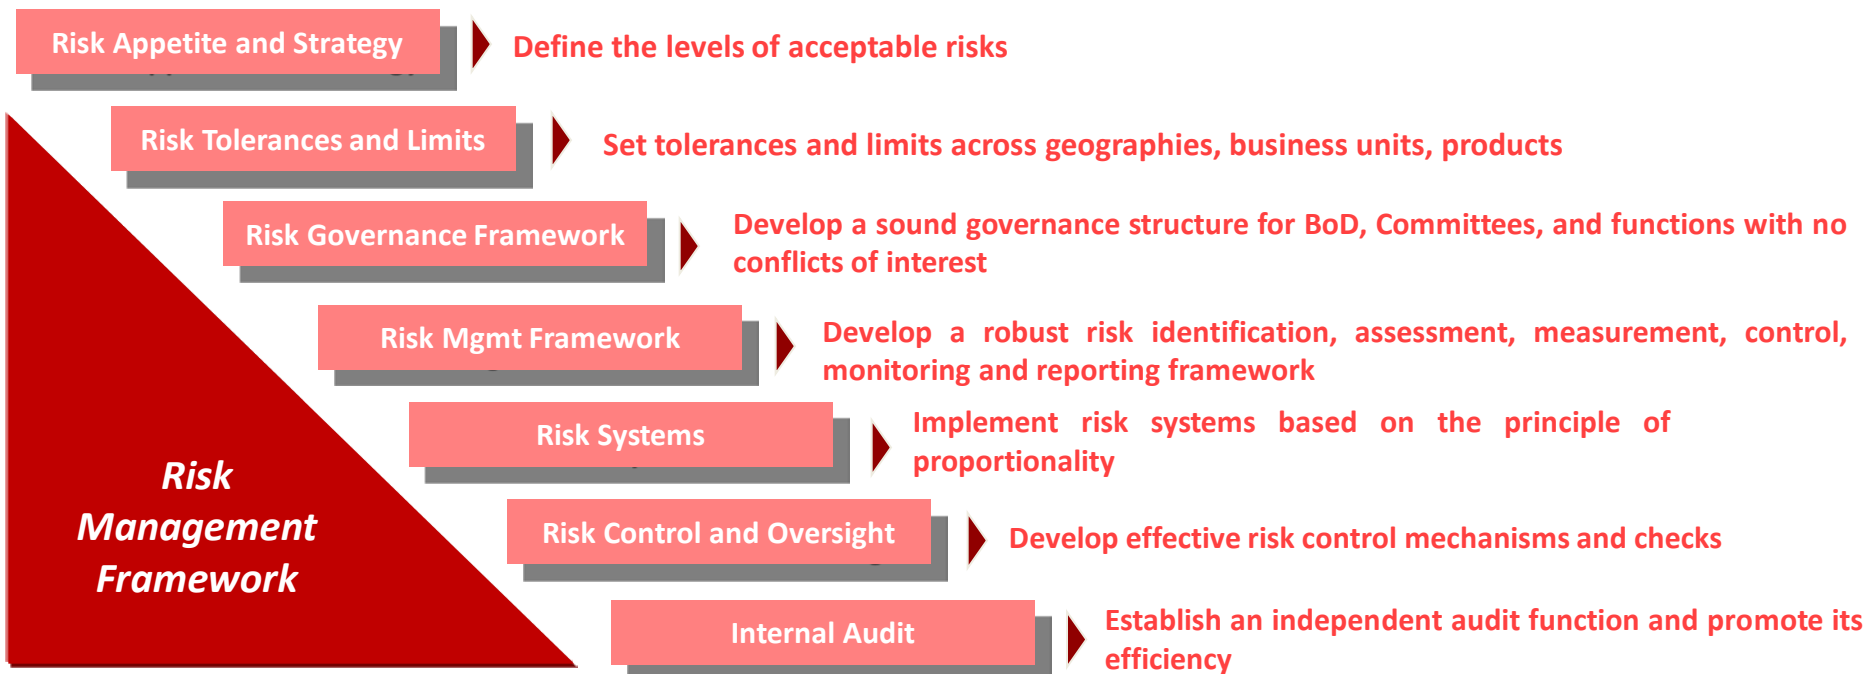 Risk Appetite and Strategy
Define the levels of acceptable risks
Risk Tolerances and Limits
Set tolerances and limits across geographies, business units, products
Risk Governance Framework
Develop a sound governance structure for BoD, Committees, and functions with no
conflicts of interest
Risk Mgmt Framework
Develop a robust risk identification, assessment, measurement, control,
monitoring and reporting framework
Risk Systems
Implement risk systems based on the principle of
proportionality
Risk Control and Oversight
Develop effective risk control mechanisms and checks
Internal Audit
Establish an independent audit function and promote its
efficiency
Risk
Management
Framework